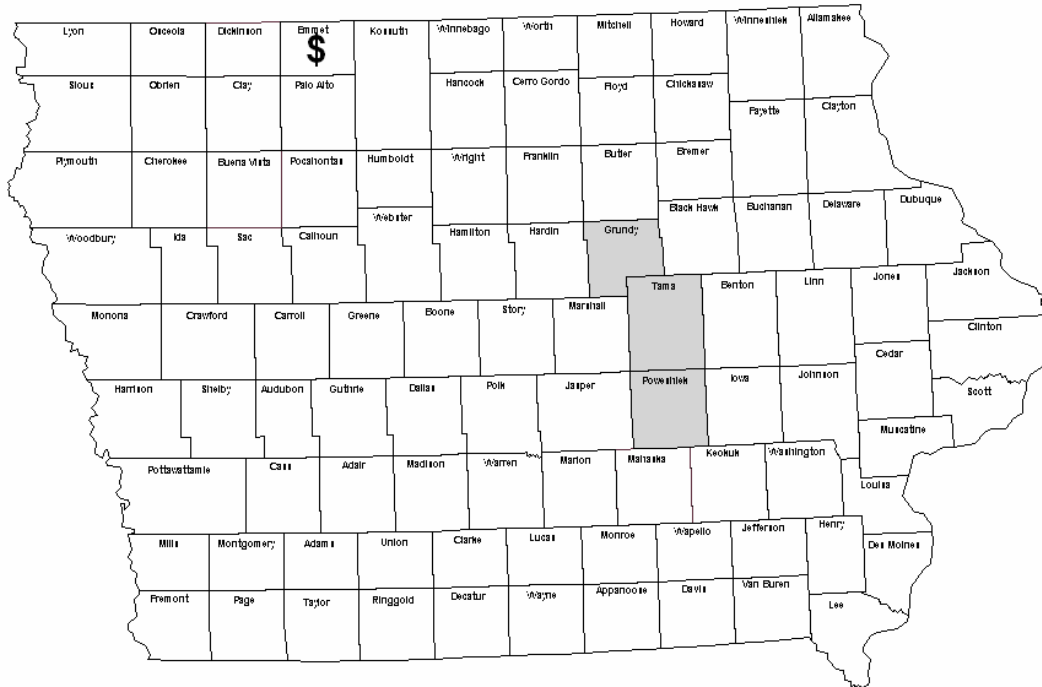 Lyon Osceola Dickinson Emmet Kossuth Winnebago Worth Mitchell Howard Winneshiek Allamakee
$
Sioux Obrien Clay Palo Alto Hancock Cerro Gordo Floyd Chickasaw
Fayette Clayton
Plymouth Cherokee Buena Vista Pocahontas Humboldt Wright Franklin Butler Bremer
Webster Black Hawk Buchanan Delaware Dubuque
Woodbury Ida Sac Calhoun Hamilton Hardin Grundy
Tama Benton Linn Jones Jackson
Monona Crawford Carroll Greene Boone Story Marshall Clinton
Cedar
Harrison Shelby Audubon Guthrie Dallas Polk Jasper Poweshiek Iowa Johnson Scott
Muscatine
Pottawattamie Cass Adair Madison Warren Marion Mahaska Keokuk Washington
Louisa
Mills Montgomery Adams Union Clarke Lucas Monroe Wapello Jefferson Henry Des Moines
Fremont Page Taylor Ringgold Decatur Wayne Appanoose Davis Van Buren Lee